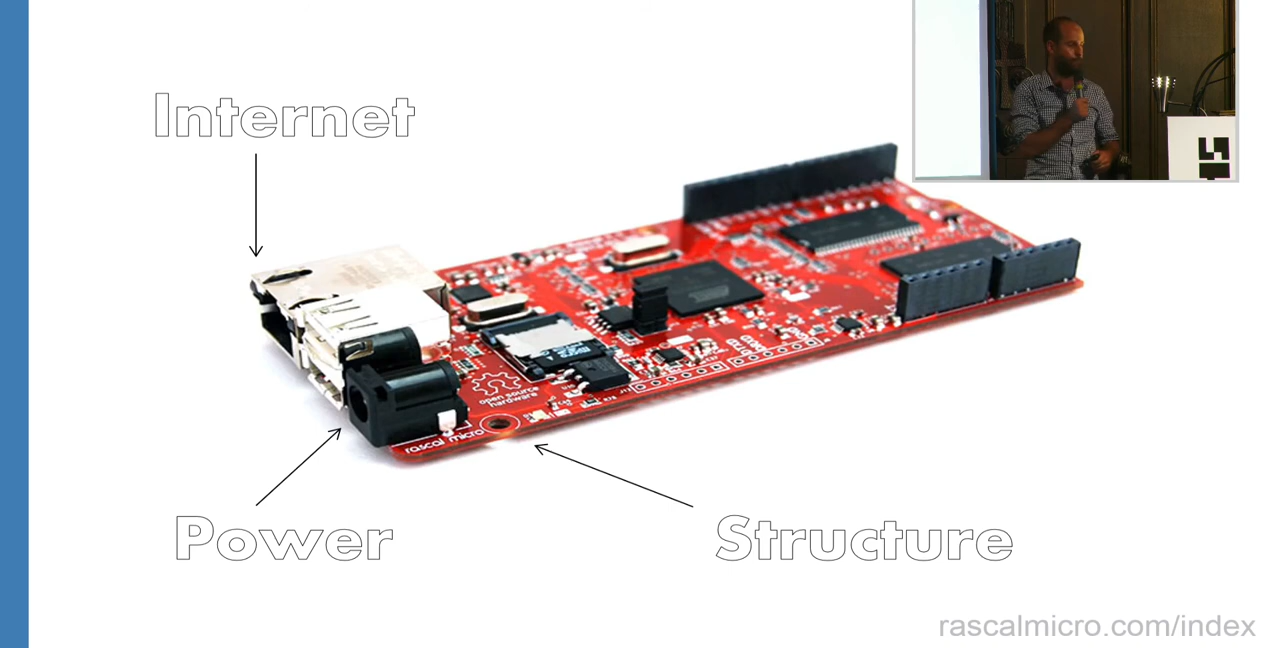 Internet
open source
hardware
rascal micro
Power
Structure
rascalmicro.com/index